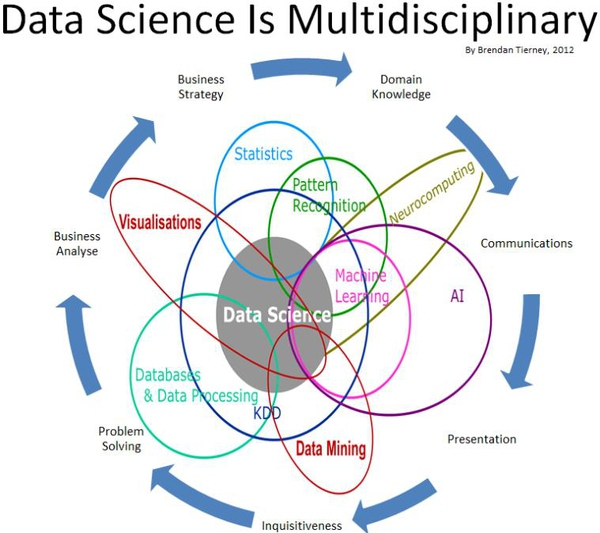 Data Science Is Multidisciplinary
By Brendan Tierney, 2012
Business
Strategy
Domain
Knowledge
Statistics
Pattern
Recognition
Neurocomputing
Visualisations
Business
Analyse
Communications
Machine
Learning
AI
Data Science
Databases
& Data Processing
KDD
Problem
Solving
Data Mining
Presentation
Inquisitiveness